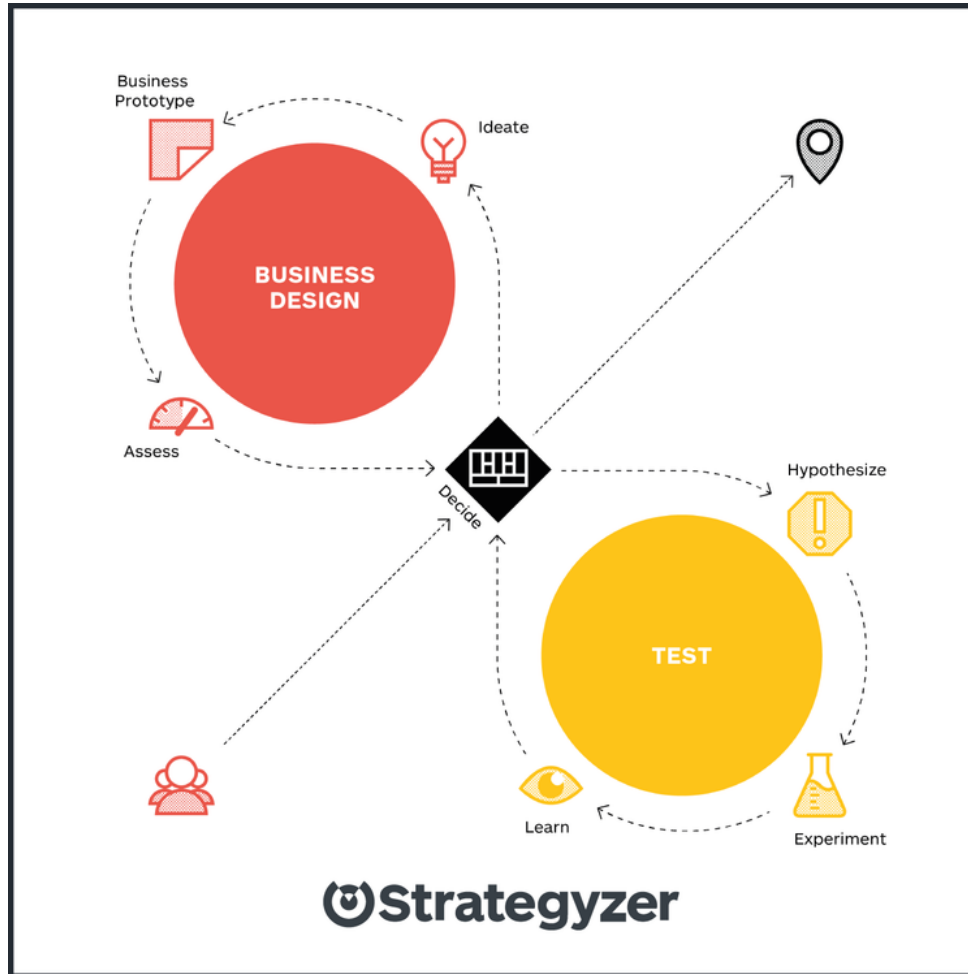 Business
Prototype
Ideate
BUSINESS
DESIGN
Assess
Decide
Hypothesize
TEST
Learn
Experiment
Strategyzer